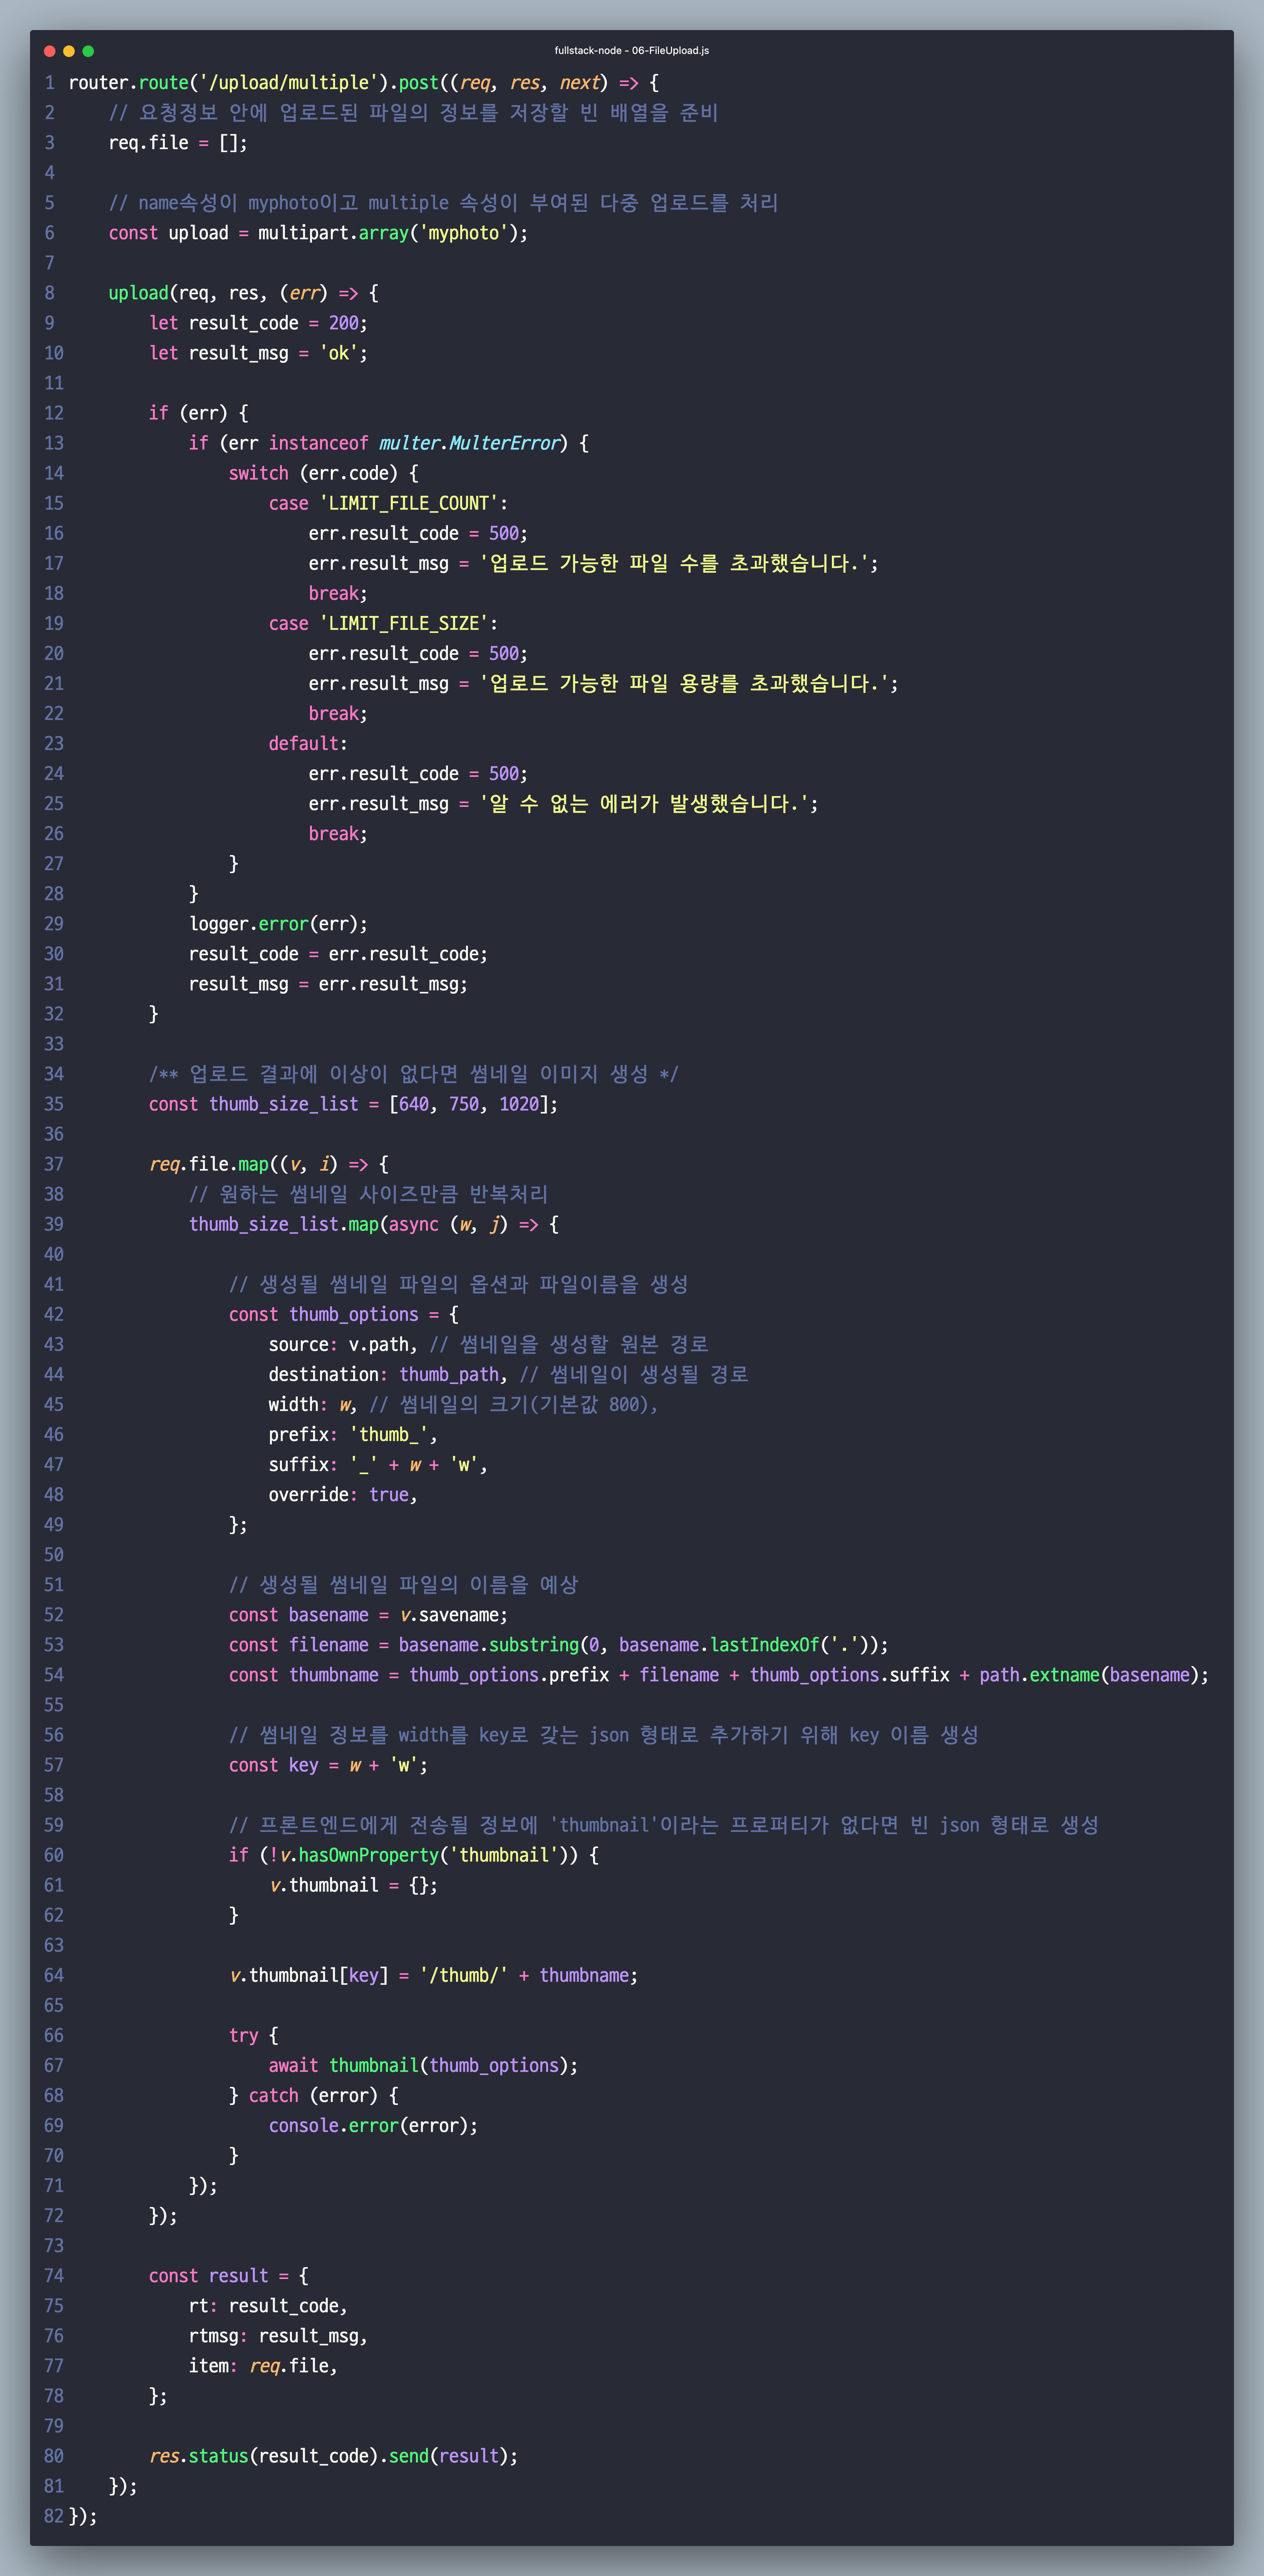 fullstack-node - 06-FileUpload.js
1 router.route('/upload/multiple').post((req, res, next) => {
2     // 요청정보 안에 업로드된 파일의 정보를 저장할 빈 배열을 준비
3     req.file = [];
4
5     // name속성이 myphoto이고 multiple 속성이 부여된 다중 업로드를 처리
6     const upload = multipart.array('myphoto');
7
8     upload(req, res, (err) => {
9         let result_code = 200;
10         let result_msg = 'ok';
11
12         if (err) {
13             if (err instanceof multer.MulterError) {
14                 switch (err.code) {
15                     case 'LIMIT_FILE_COUNT':
16                         err.result_code = 500;
17                         err.result_msg = '업로드 가능한 파일 수를 초과했습니다.';
18                         break;
19                     case 'LIMIT_FILE_SIZE':
20                         err.result_code = 500;
21                         err.result_msg = '업로드 가능한 파일 용량를 초과했습니다.';
22                         break;
23                     default:
24                         err.result_code = 500;
25                         err.result_msg = '알 수 없는 에러가 발생했습니다.';
26                         break;
27                 }
28             }
29             logger.error(err);
30             result_code = err.result_code;
31             result_msg = err.result_msg;
32         }
33
34         /** 업로드 결과에 이상이 없다면 썸네일 이미지 생성 */
35         const thumb_size_list = [640, 750, 1020];
36
37         req.file.map((v, i) => {
38             // 원하는 썸네일 사이즈만큼 반복처리
39             thumb_size_list.map(async (w, j) => {
40
41                 // 생성될 썸네일 파일의 옵션과 파일이름을 생성
42                 const thumb_options = {
43                     source: v.path, // 썸네일을 생성할 원본 경로
44                     destination: thumb_path, // 썸네일이 생성될 경로
45                     width: w, // 썸네일의 크기(기본값 800),
46                     prefix: 'thumb_',
47                     suffix: '_' + w + 'w',
48                     override: true,
49                 };
50
51                 // 생성될 썸네일 파일의 이름을 예상
52                 const basename = v.savename;
53                 const filename = basename.substring(0, basename.lastIndexOf('.'));
54                 const thumbname = thumb_options.prefix + filename + thumb_options.suffix + path.extname(basename);
55
56                 // 썸네일 정보를 width를 key로 갖는 json 형태로 추가하기 위해 key 이름 생성
57                 const key = w + 'w';
58
59                 // 프론트엔드에게 전송될 정보에 'thumbnail'이라는 프로퍼티가 없다면 빈 json 형태로 생성
60                 if (!v.hasOwnProperty('thumbnail')) {
61                     v.thumbnail = {};
62                 }
63
64                 v.thumbnail[key] = '/thumb/' + thumbname;
65
66                 try {
67                     await thumbnail(thumb_options);
68                 } catch (error) {
69                     console.error(error);
70                 }
71             });
72         });
73
74         const result = {
75             rt: result_code,
76             rtmsg: result_msg,
77             item: req.file,
78         };
79
80         res.status(result_code).send(result);
81     });
82 });